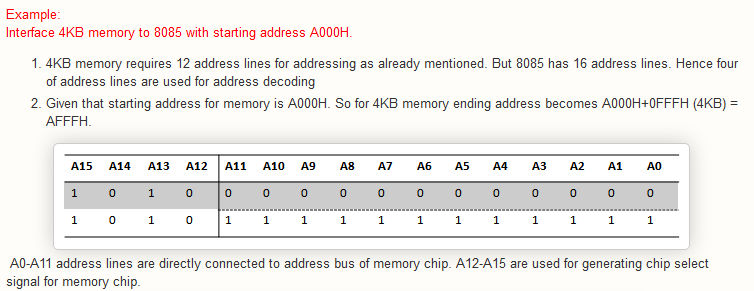 Example:
Interface 4KB memory to 8085 with starting address A000H.
1. 4KB memory requires 12 address lines for addressing as already mentioned. But 8085 has 16 address lines. Hence four
of address lines are used for address decoding
2. Given that starting address for memory is A000H. So for 4KB memory ending address becomes A000H+0FFFH (4KB) =
AFFFH.
A15 A14 A13 A12 A11 A10 A9 A8 A7 A6 A5 A4 A3 A2 A1 A0
1 0 1 0 0 0 0 0 0 0 0 0 0 0 0 0
1 0 1 0 1 1 1 1 1 1 1 1 1 1 1 1
A0-A11 address lines are directly connected to address bus of memory chip. A12-A15 are used for generating chip select
signal for memory chip.